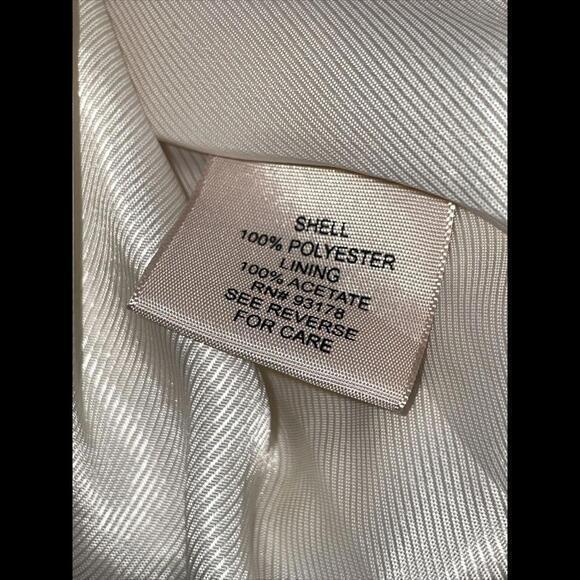 SHELL
100% POLYESTER
LINING
100% ACETATE
RN# 93178
SEE REVERSE
FOR CARE